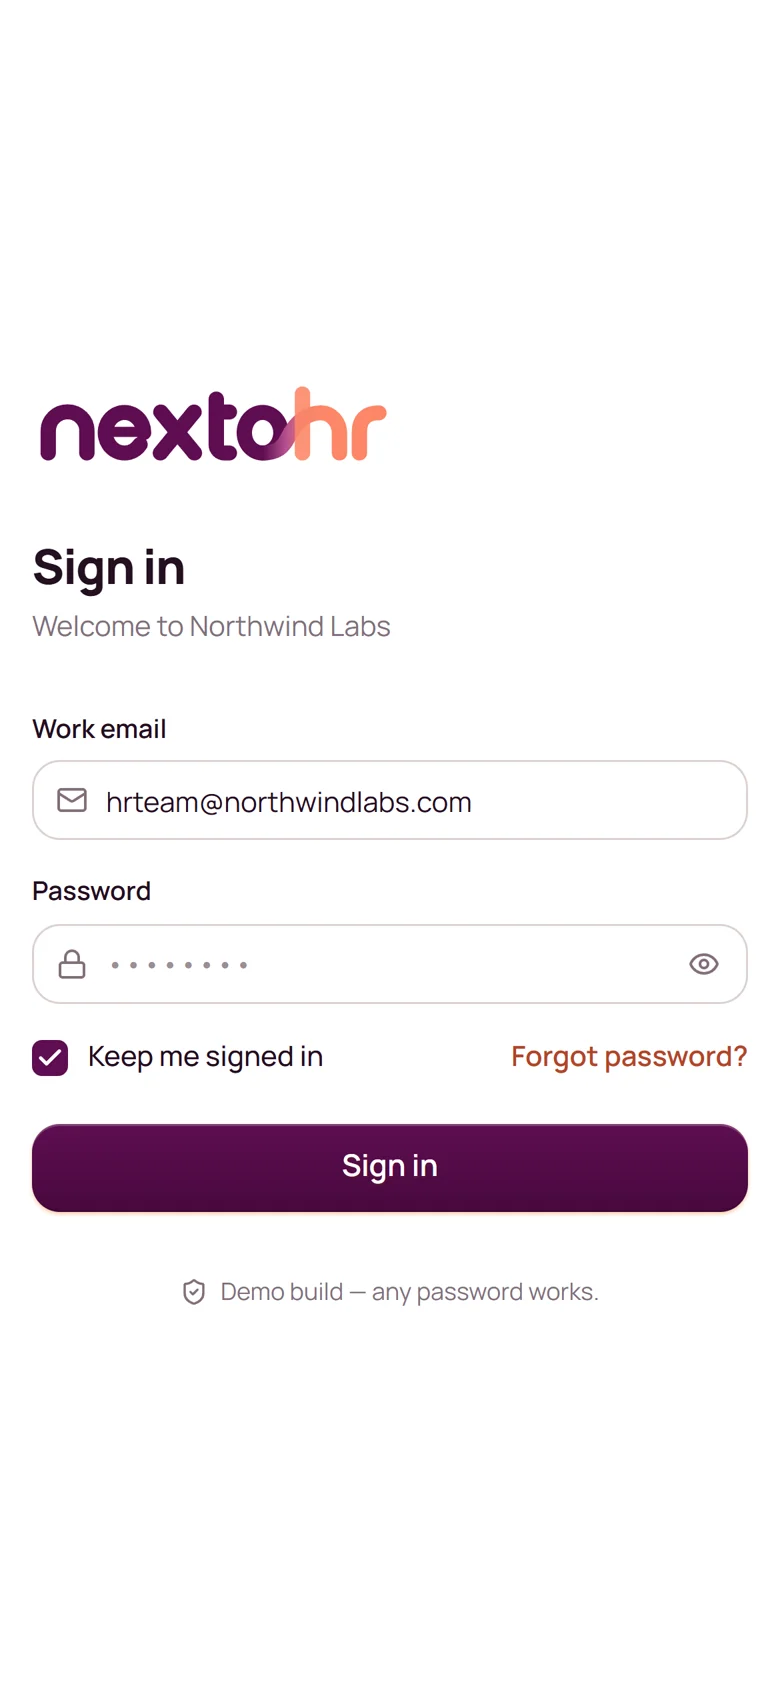 nextohr
Sign in
Welcome to Northwind Labs
Work email
hrteam@northwindlabs.com
Password
••••••••
Keep me signed in
Forgot password?
Sign in
Demo build — any password works.